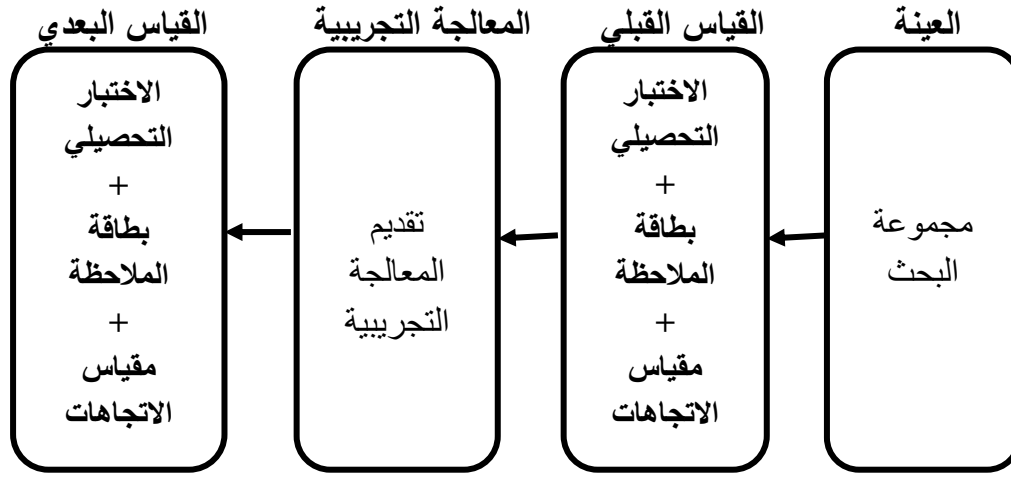 العينة
القياس القبلي
المعالجة التجريبية
القياس البعدي
مجموعة
البحث
الاختبار
التحصيلي
+
بطاقة
الملاحظة
+
مقياس
الاتجاهات
تقديم
المعالجة
التجريبية
الاختبار
التحصيلي
+
بطاقة
الملاحظة
+
مقياس
الاتجاهات